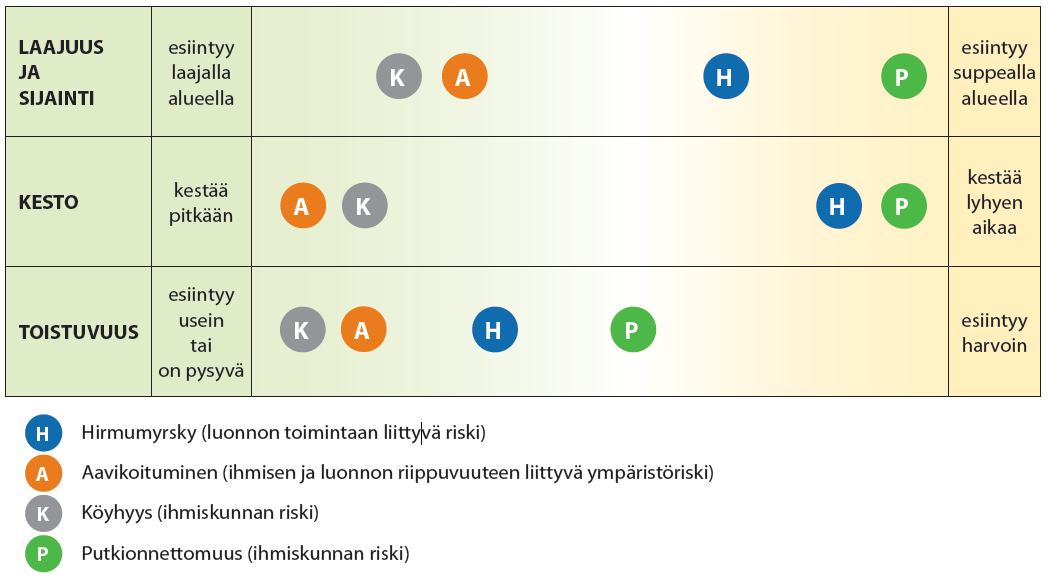 LAAJUUS
JA
SIJAINTI
esiintyy
laajalla
alueella
K
A
H
P
esiintyy
suppealla
alueella
KESTO
kestää
pitkään
A
K
H
P
kestää
lyhyen
aikaa
TOISTUVUUS
esiintyy
usein
tai
on pysyvä
K
A
H
P
esiintyy
harvoin
H Hirmumyrsky (luonnon toimintaan liittyvä riski)
A Aavikoituminen (ihmisen ja luonnon riippuvuuteen liittyvä ympäristöriski)
K Köyhyys (ihmiskunnan riski)
P Putkionnettomuus (ihmiskunnan riski)